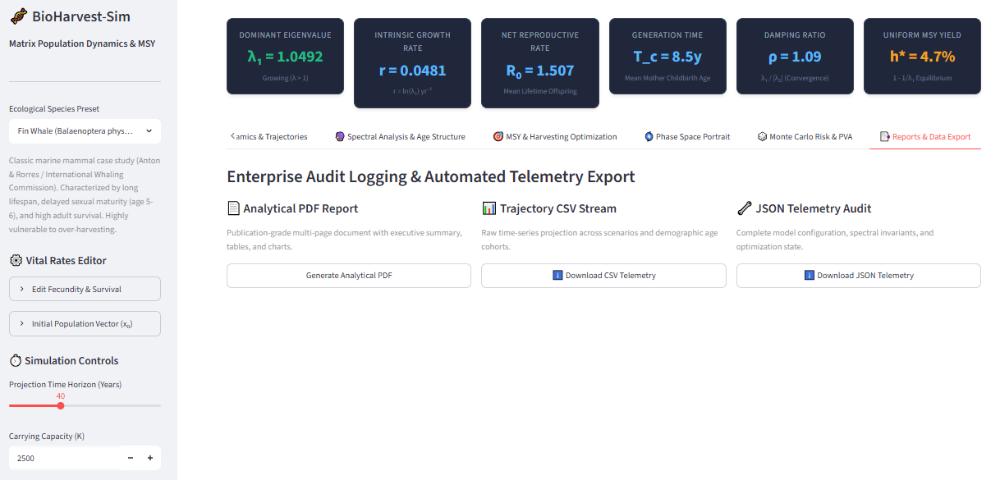 BioHarvest-Sim
Matrix Population Dynamics & MSY
Ecological Species Preset
Fin Whale (Balaenoptera phys…
Classic marine mammal case study (Anton
& Rorres / International Whaling
Commission). Characterized by long
lifespan, delayed sexual maturity (age 5-
6), and high adult survival. Highly
vulnerable to over-harvesting.
Vital Rates Editor
Edit Fecundity & Survival
Initial Population Vector (x₀)
Simulation Controls
Projection Time Horizon (Years)
40
Carrying Capacity (K)
2500
DOMINANT EIGENVALUE
λ₁ = 1.0492
Growing (λ > 1)
INTRINSIC GROWTH
RATE
r = 0.0481
r = ln(λ₁) yr⁻¹
NET REPRODUCTIVE
RATE
R₀ = 1.507
Mean Lifetime Offspring
GENERATION TIME
T_c = 8.5y
Mean Mother Childbirth Age
DAMPING RATIO
ρ = 1.09
λ₁ / |λ₂| (Convergence)
UNIFORM MSY YIELD
h* = 4.7%
1 - 1/λ₁ Equilibrium
amics & Trajectories
Spectral Analysis & Age Structure
MSY & Harvesting Optimization
Phase Space Portrait
Monte Carlo Risk & PVA
Reports & Data Export
Enterprise Audit Logging & Automated Telemetry Export
Analytical PDF Report
Publication-grade multi-page document with executive summary,
tables, and charts.
Generate Analytical PDF
Trajectory CSV Stream
Raw time-series projection across scenarios and demographic age
cohorts.
Download CSV Telemetry
JSON Telemetry Audit
Complete model configuration, spectral invariants, and
optimization state.
Download JSON Telemetry